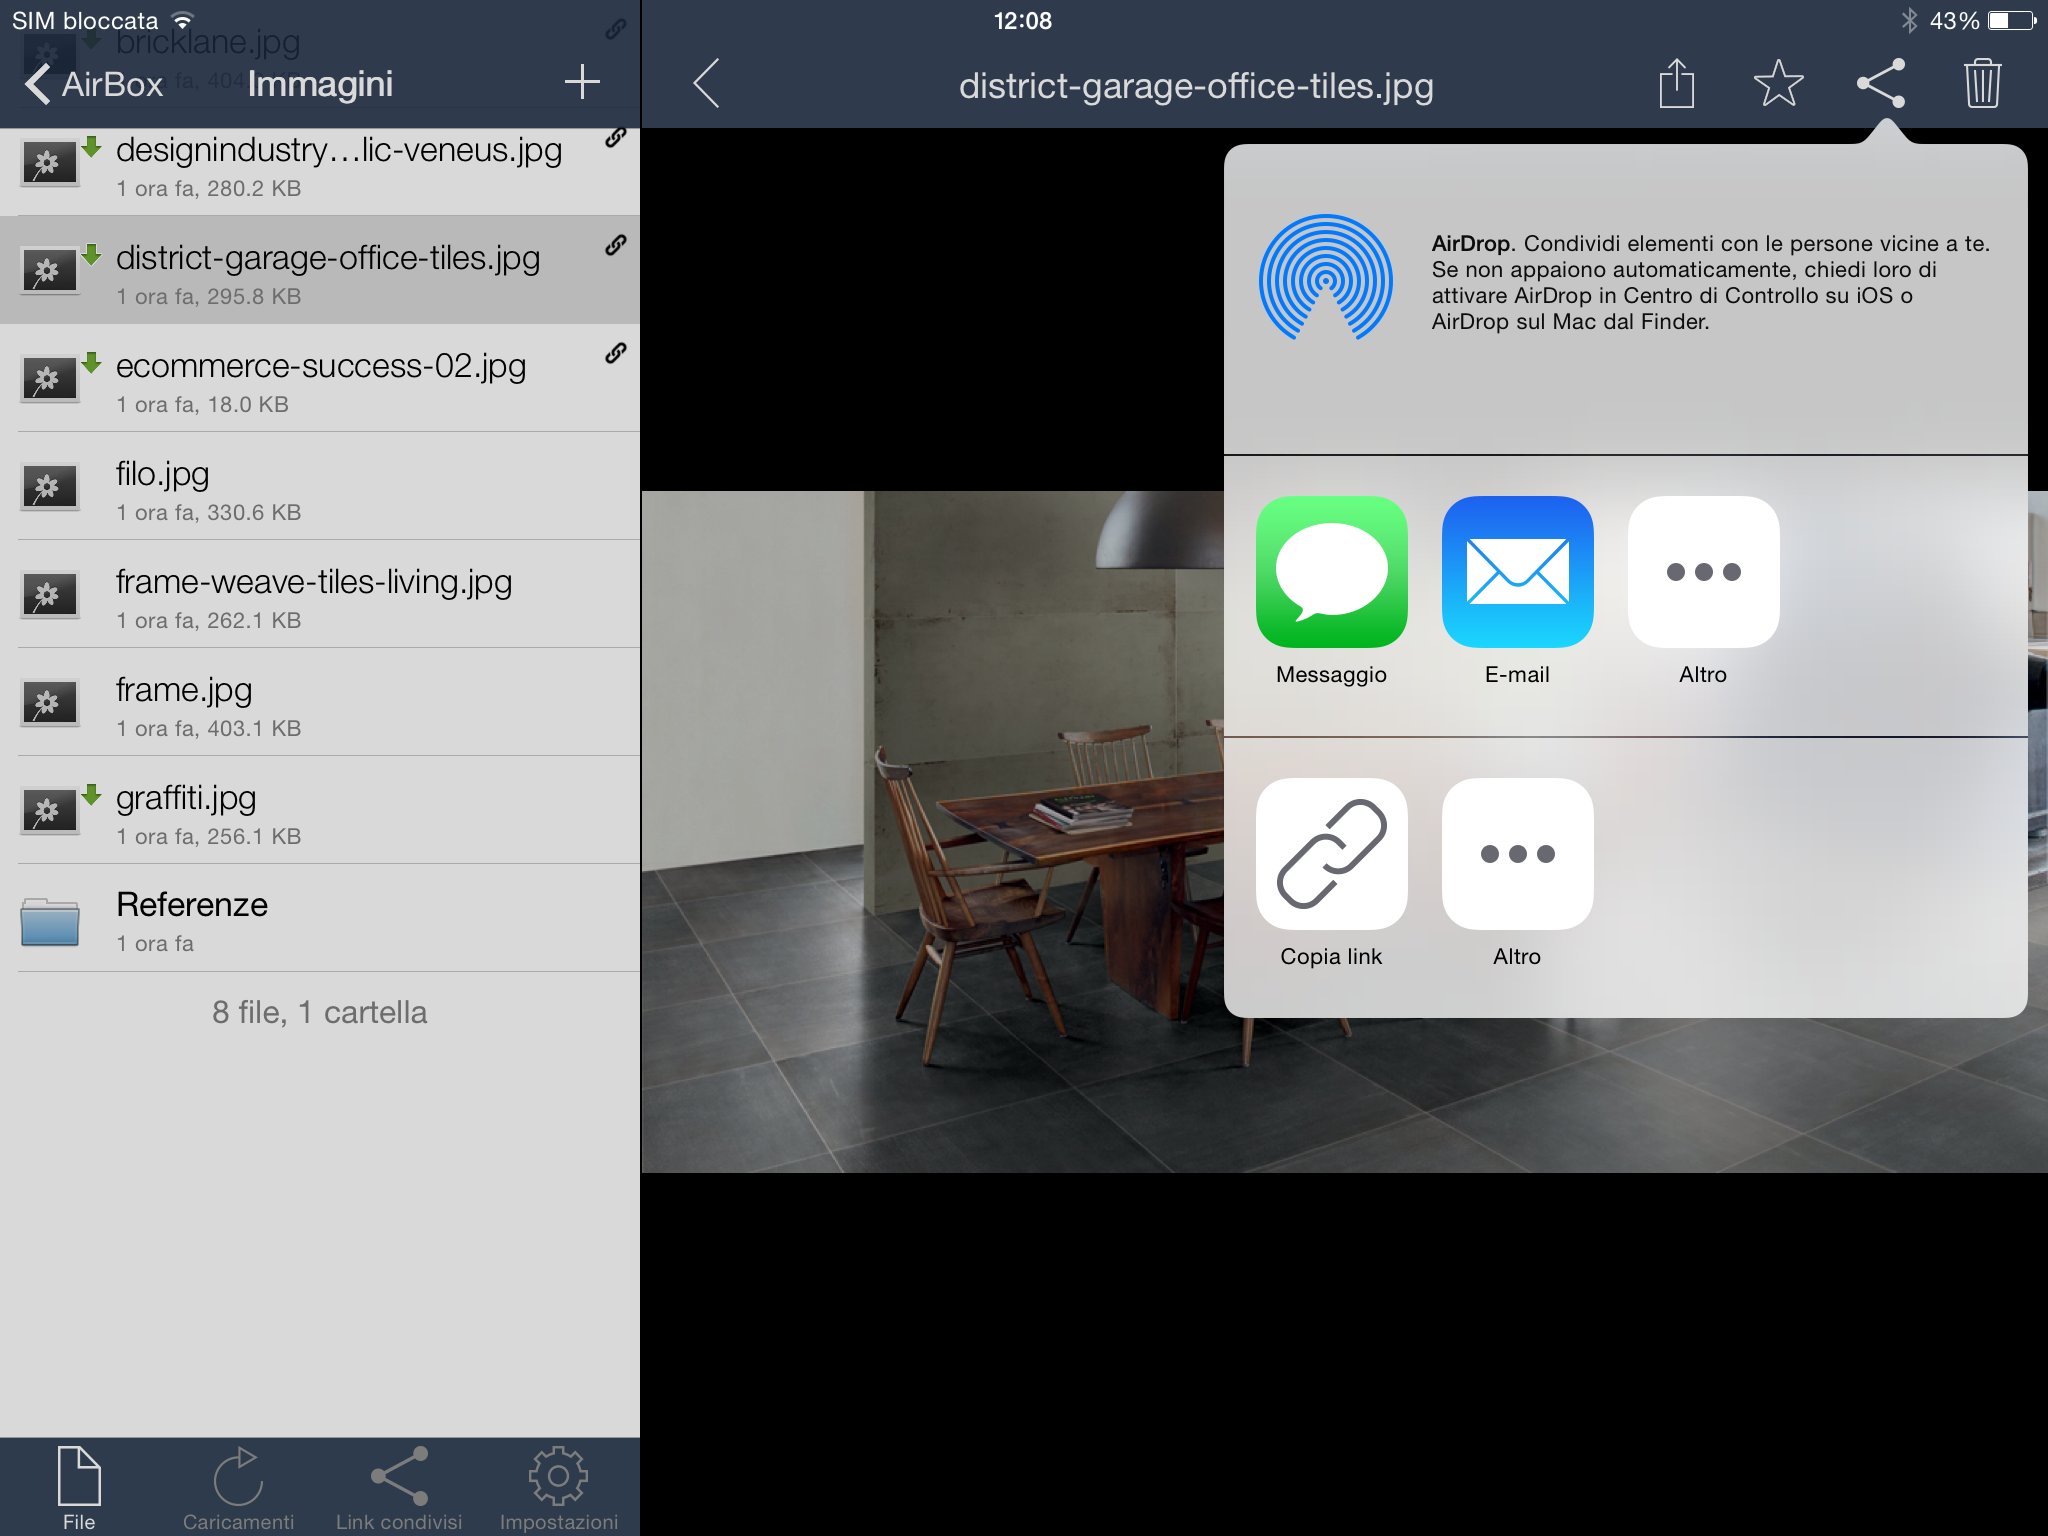 SIM bloccata
12:08
43%
bricklane.jpg
AirBox
Immagini
designindustry...lic-veneus.jpg
1 ora fa, 280.2 KB
district-garage-office-tiles.jpg
1 ora fa, 295.8 KB
ecommerce-success-02.jpg
1 ora fa, 18.0 KB
filo.jpg
1 ora fa, 330.6 KB
frame-weave-tiles-living.jpg
1 ora fa, 262.1 KB
frame.jpg
1 ora fa, 403.1 KB
graffiti.jpg
1 ora fa, 256.1 KB
Referenze
1 ora fa
8 file, 1 cartella
File
Caricamenti
Link condivisi
Impostazioni
district-garage-office-tiles.jpg
AirDrop. Condividi elementi con le persone vicine a te.
Se non appaiono automaticamente, chiedi loro di
attivare AirDrop in Centro di Controllo su iOS o
AirDrop sul Mac dal Finder.
Messaggio
E-mail
Altro
Copia link
Altro